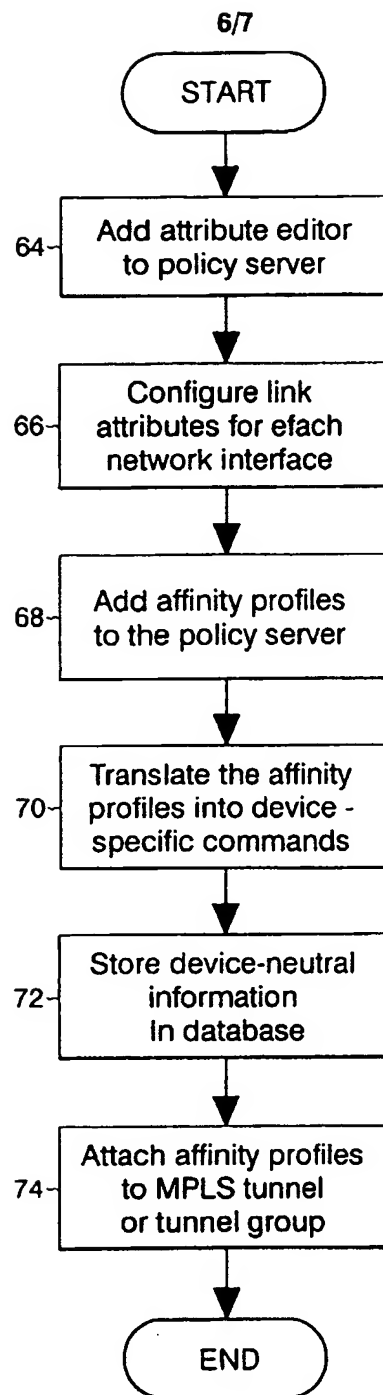 6/7
START
64
Add attribute editor
to policy server
66
Configure link
attributes for efach
network interface
68
Add affinity profiles
to the policy server
70
Translate the affinity
profiles into device -
specific commands
72
Store device-neutral
information
In database
74
Attach affinity profiles
to MPLS tunnel
or tunnel group
END